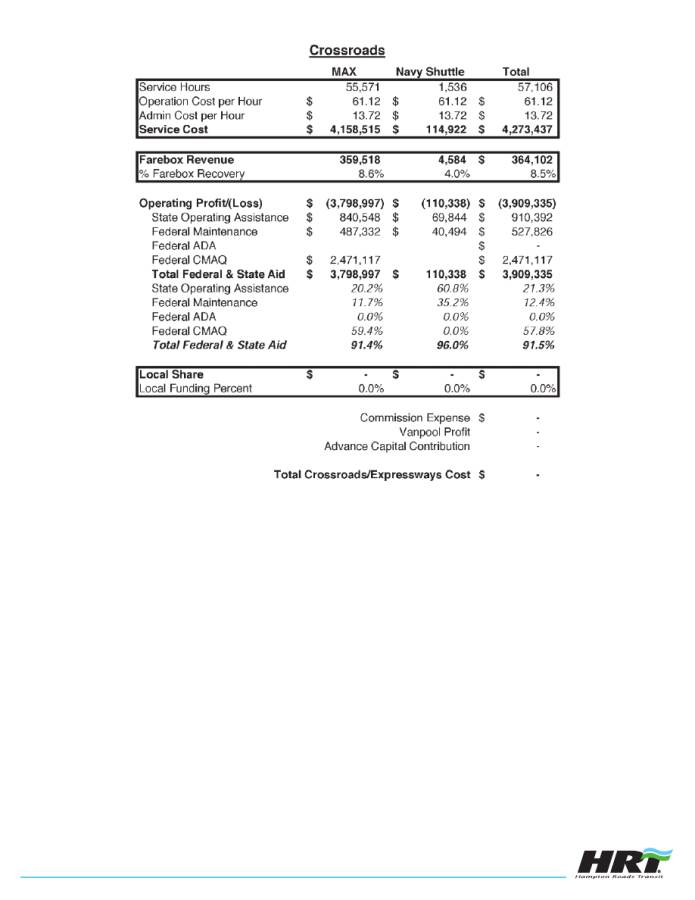 Crossroads
MAX Navy Shuttle Total
Service Hours 55,571 1,536 57,106
Operation Cost per Hour $ 61.12 $ 61.12 $ 61.12
Admin Cost per Hour $ 13.72 $ 13.72 $ 13.72
Service Cost $ 4,158,515 $ 114,922 $ 4,273,437
Farebox Revenue 359,518 4,584 $ 364,102
% Farebox Recovery 8.6% 4.0% 8.5%
Operating Profit/(Loss) $ (3,798,997) $ (110,338) $ (3,909,335)
State Operating Assistance $ 840,548 $ 69,844 $ 910,392
Federal Maintenance $ 487,332 $ 40,494 $ 527,826
Federal ADA $ -
Federal CMAQ $ 2,471,117 $ 2,471,117
Total Federal & State Aid $ 3,798,997 $ 110,338 $ 3,909,335
State Operating Assistance 20.2% 60.8% 21.3%
Federal Maintenance 11.7% 35.2% 12.4%
Federal ADA 0.0% 0.0% 0.0%
Federal CMAQ 59.4% 0.0% 57.8%
Total Federal & State Aid 91.4% 96.0% 91.5%
Local Share $ - $ - $ -
Local Funding Percent 0.0% 0.0% 0.0%
Commission Expense $ -
Vanpool Profit -
Advance Capital Contribution -
Total Crossroads/Expressways Cost $ -
HRT
Hampton Roads Transit